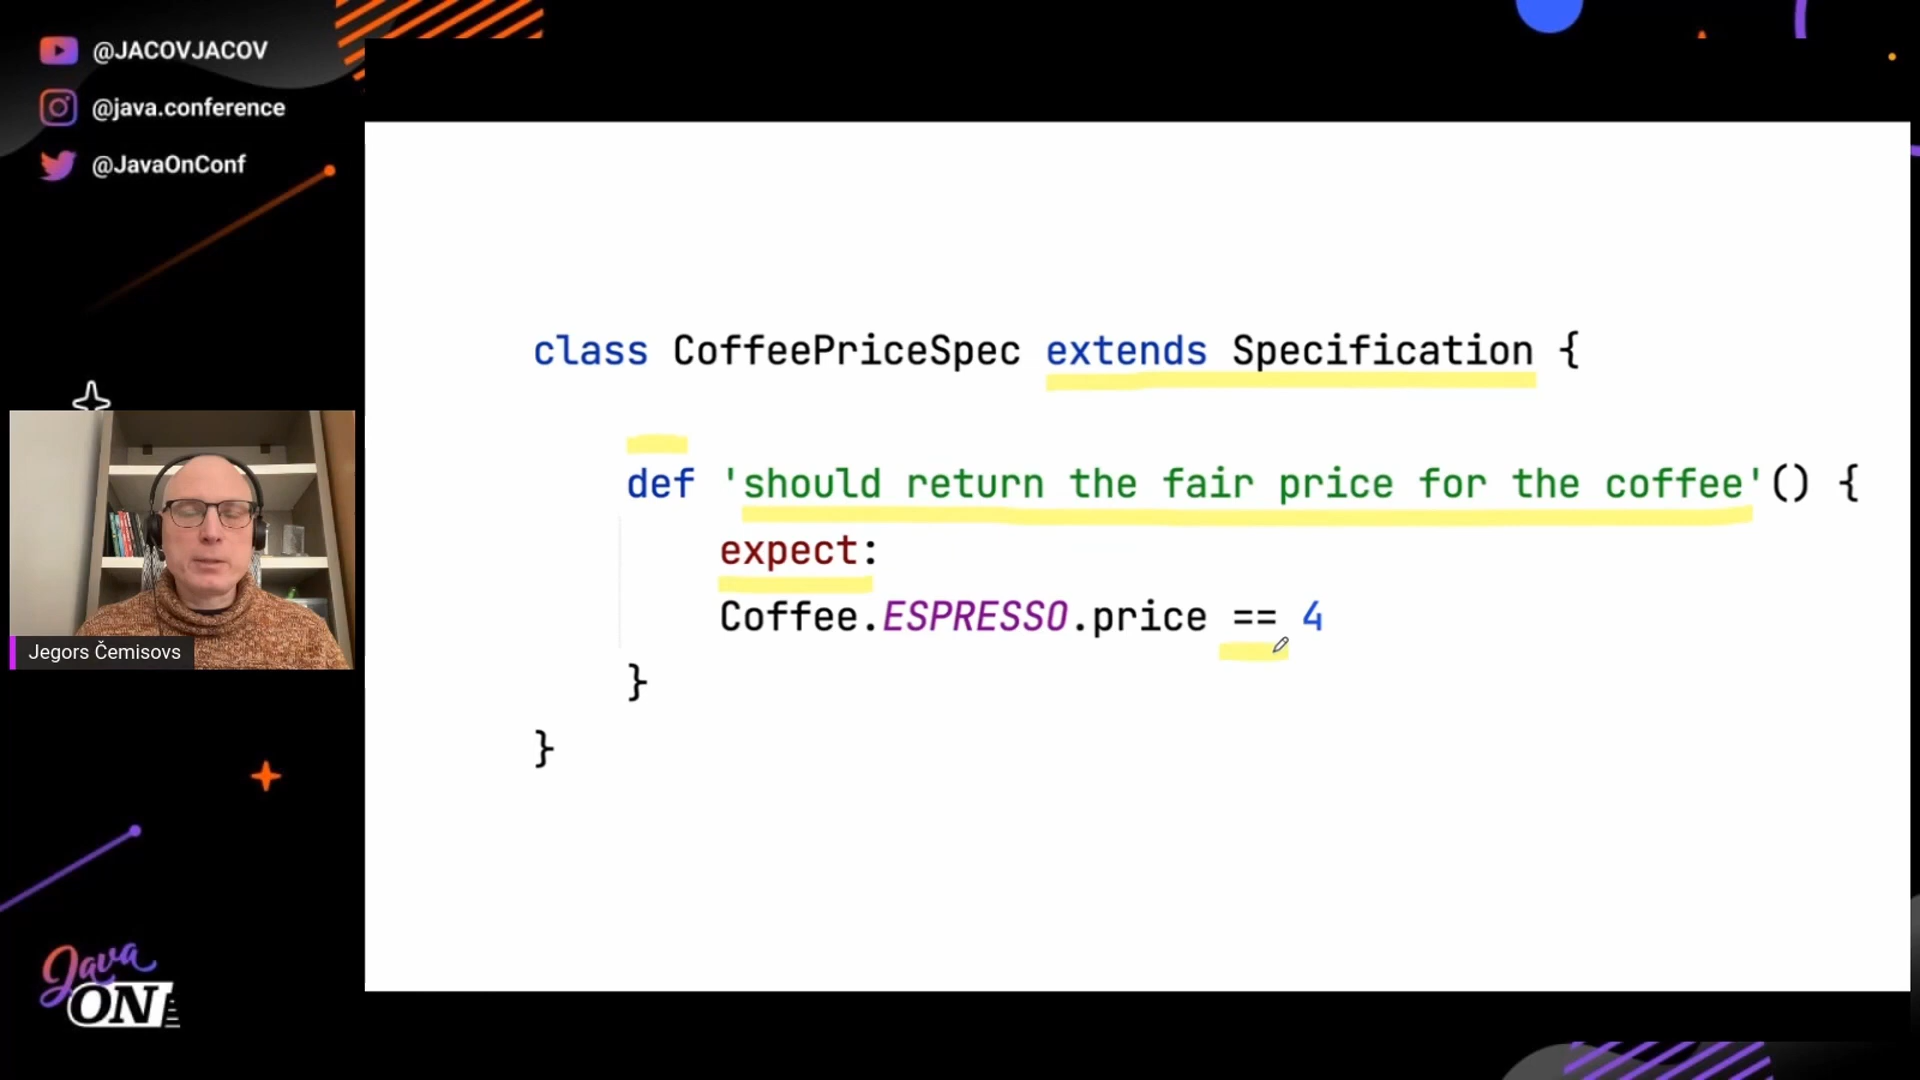 @JACOVJACOV
@java.conference
@JavaOnConf
class CoffeePriceSpec extends Specification {
def 'should return the fair price for the coffee'() {
expect:
Coffee.ESPRESSO.price == 4
}
}
Jegors Čemisovs
Java
ON